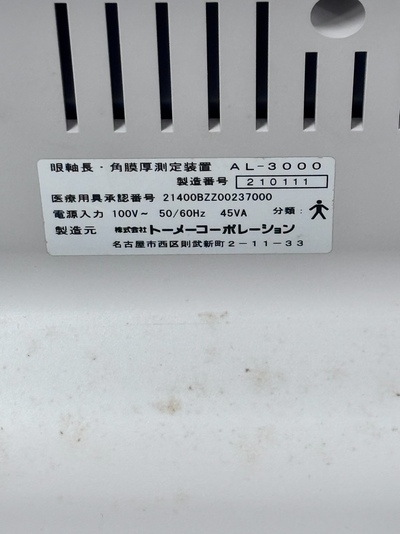 眼軸長・角膜厚測定装置 AL-3000
製造番号 210111
医療用具承認番号 21400BZZ00237000
電源入力 100V～ 50/60Hz 45VA 分類:
製造元 株式会社トーメーコーポレーション
名古屋市西区則武新町2-11-33